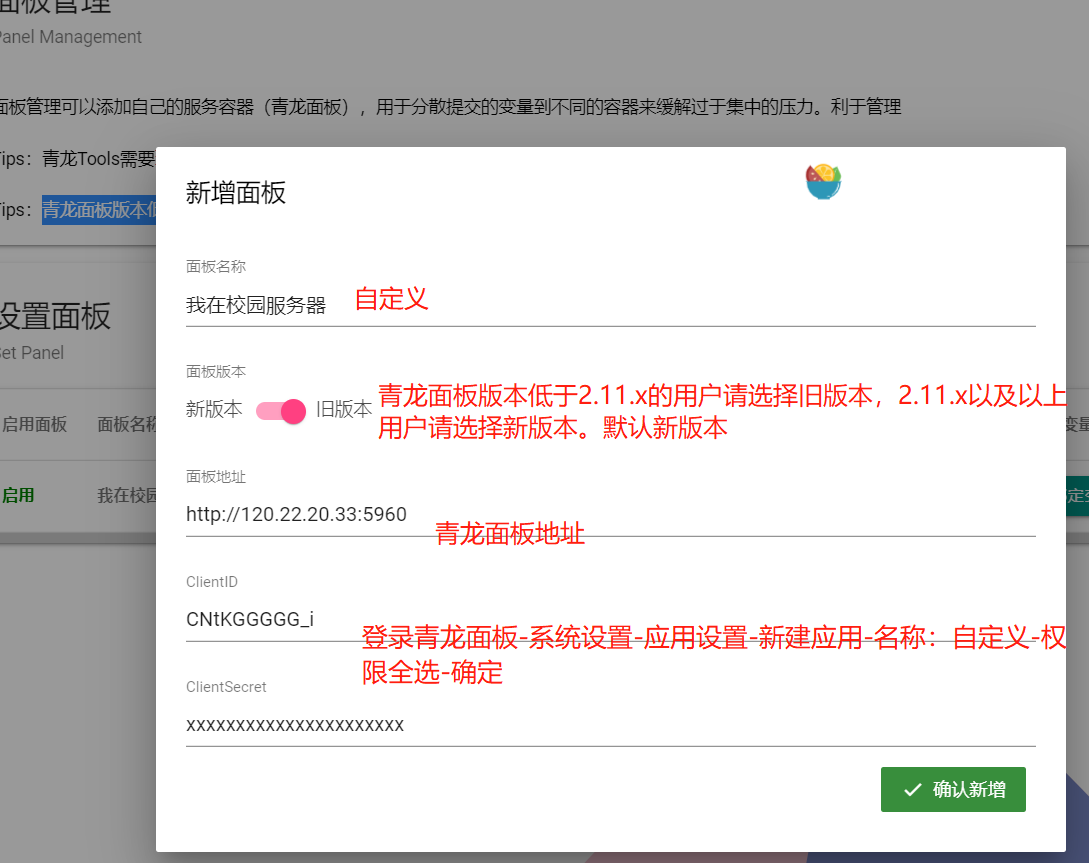 面板管理
Panel Management
面板管理可以添加自己的服务容器（青龙面板），用于分散提交的变量到不同的容器来缓解过于集中的压力。利于管理
Tips：青龙Tools需要
Tips：青龙面板版本低
新增面板
面板名称
我在校园服务器
自定义
设置面板
Set Panel
面板版本
新版本 旧版本
青龙面板版本低于2.11.x的用户请选择旧版本，2.11.x以及以上
用户请选择新版本。默认新版本
启用面板 面板名称 变量
面板地址
启用 我在校园
http://120.22.20.33:5960
青龙面板地址
ClientID
CNtKGGGGG_i
登录青龙面板-系统设置-应用设置-新建应用-名称：自定义-权
限全选-确定
ClientSecret
xxxxxxxxxxxxxxxxxxxxxx
确认新增